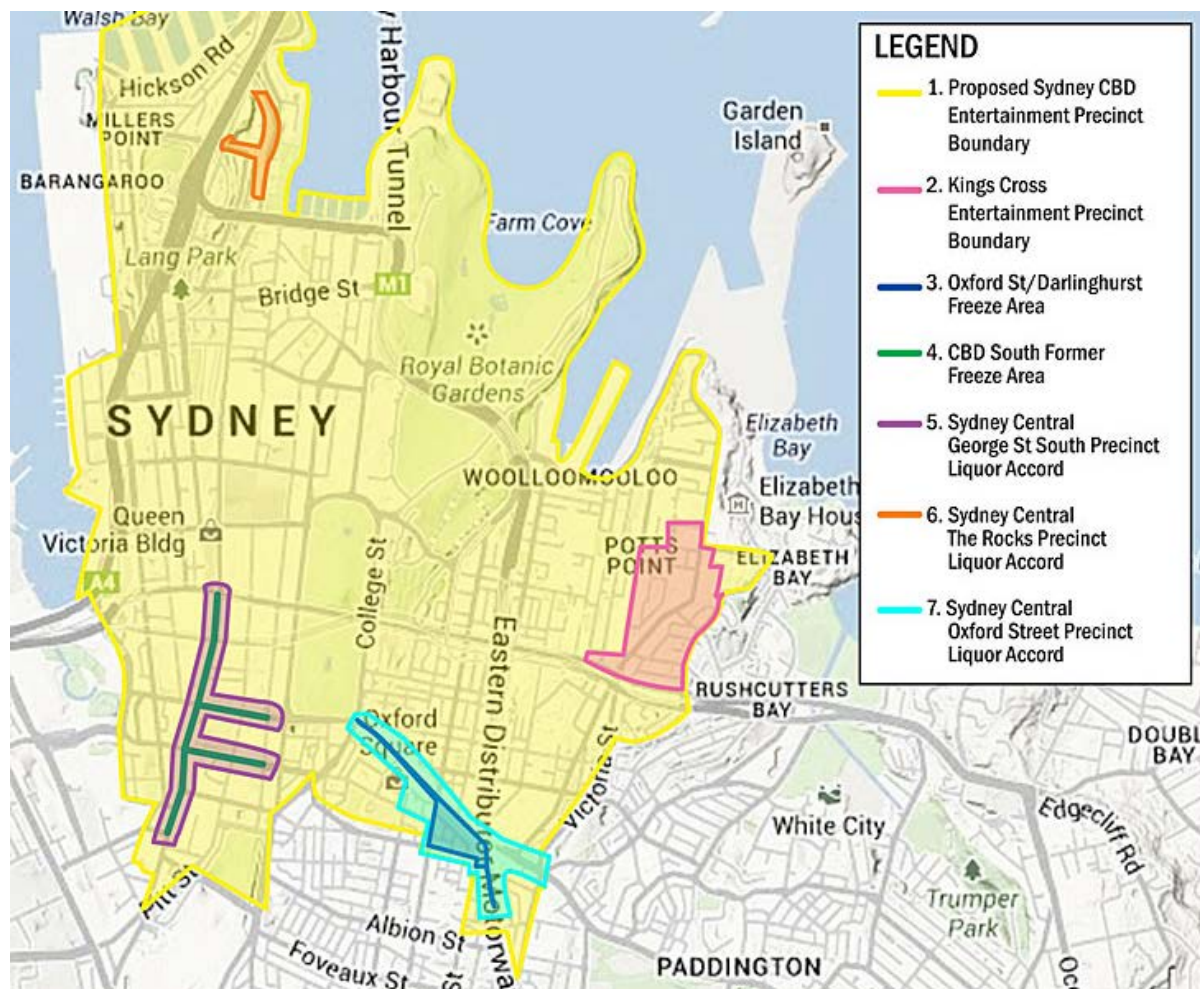 Walsh Bay
Hickson Rd
MILLERS
POINT
BARANGAROO
Harbour Tunnel
Garden
Island
Farm Cove
Lang Park
Bridge St
M1
Royal Botanic
Gardens
SYDNEY
Elizabeth
Bay
WOOLLOOMOOLOO
Elizabeth
Bay Hous
Queen
Victoria Bldg
POTTS
POINT
ELIZABETH
BAY
A4
College St
Eastern Distributor Motorwa
RUSHCUTTERS
BAY
Oxford
Square
Victoria St
DOUBL
BAY
White City
Edgecliff Rd
Pitt St
Trumper
Park
Albion St
Foveaux St
St
PADDINGTON
Oc
LEGEND
1. Proposed Sydney CBD
Entertainment Precinct
Boundary
2. Kings Cross
Entertainment Precinct
Boundary
3. Oxford St/Darlinghurst
Freeze Area
4. CBD South Former
Freeze Area
5. Sydney Central
George St South Precinct
Liquor Accord
6. Sydney Central
The Rocks Precinct
Liquor Accord
7. Sydney Central
Oxford Street Precinct
Liquor Accord